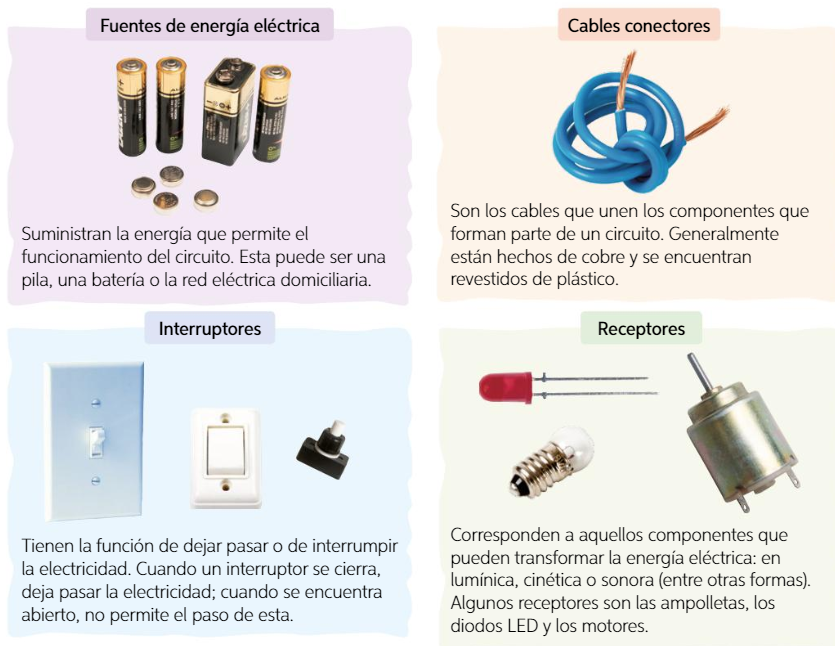 Fuentes de energía eléctrica
Suministran la energía que permite el
funcionamiento del circuito. Esta puede ser una
pila, una batería o la red eléctrica domiciliaria.
Cables conectores
Son los cables que unen los componentes que
forman parte de un circuito. Generalmente
están hechos de cobre y se encuentran
revestidos de plástico.
Interruptores
Tienen la función de dejar pasar o de interrumpir
la electricidad. Cuando un interruptor se cierra,
deja pasar la electricidad; cuando se encuentra
abierto, no permite el paso de esta.
Receptores
Corresponden a aquellos componentes que
pueden transformar la energía eléctrica: en
lumínica, cinética o sonora (entre otras formas).
Algunos receptores son las ampolletas, los
diodos LED y los motores.